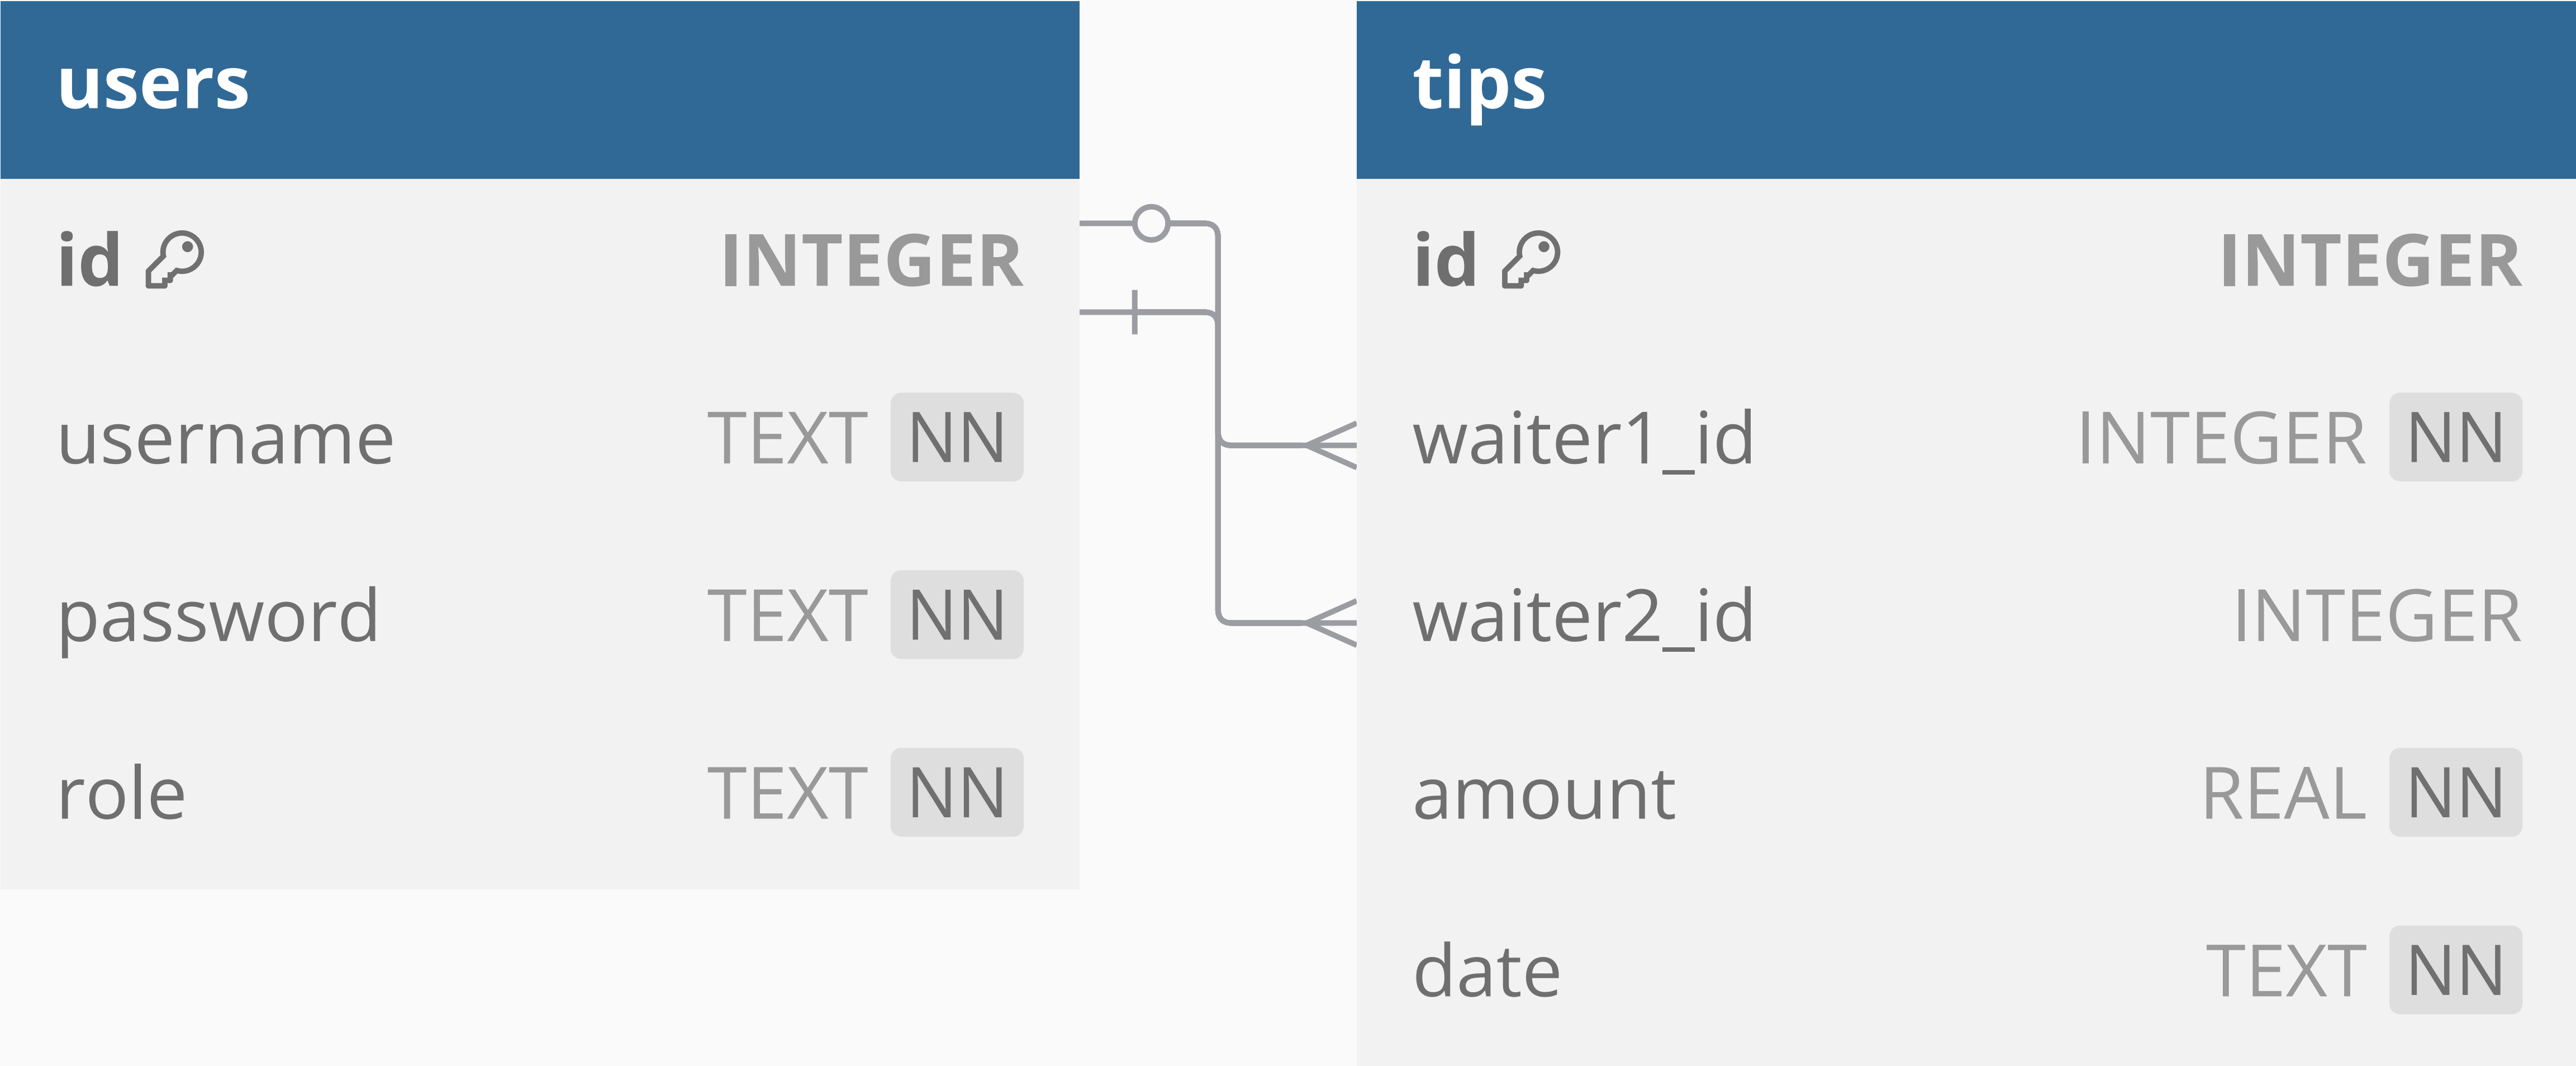 users
id INTEGER
username TEXT NN
password TEXT NN
role TEXT NN
tips
id INTEGER
waiter1_id INTEGER NN
waiter2_id INTEGER
amount REAL NN
date TEXT NN